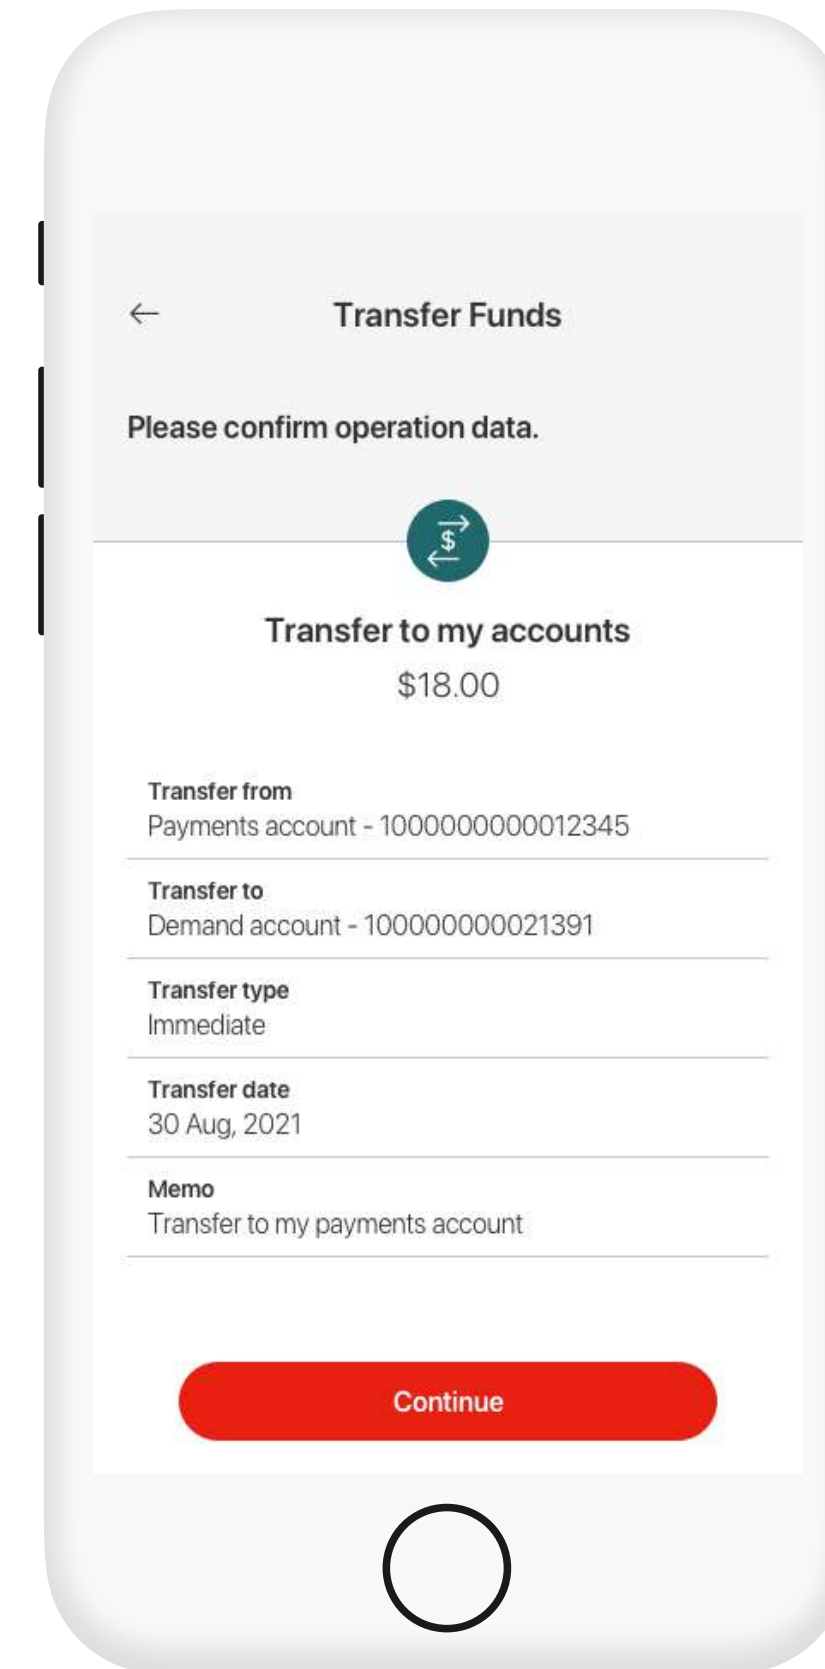 Transfer Funds
Please confirm operation data.
$
Transfer to my accounts
$18.00
Transfer from
Payments account - 1000000000012345
Transfer to
Demand account - 100000000021391
Transfer type
Immediate
Transfer date
30 Aug, 2021
Memo
Transfer to my payments account
Continue